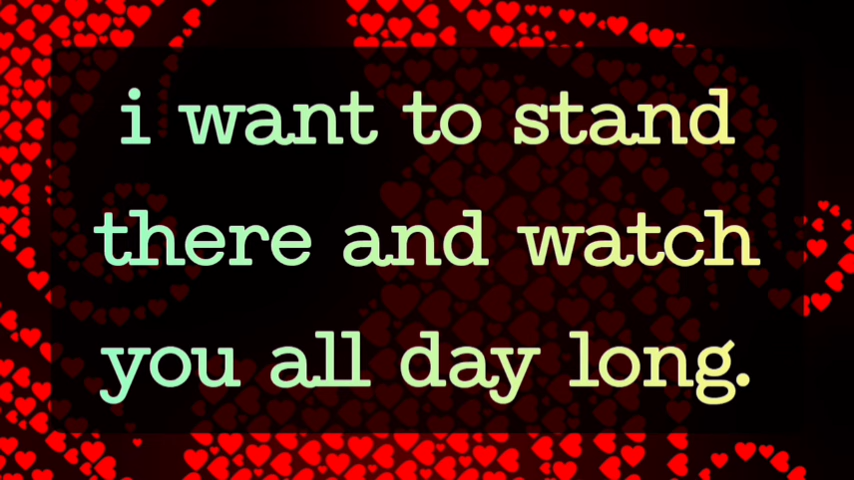 i want to stand
there and watch
you all day long.